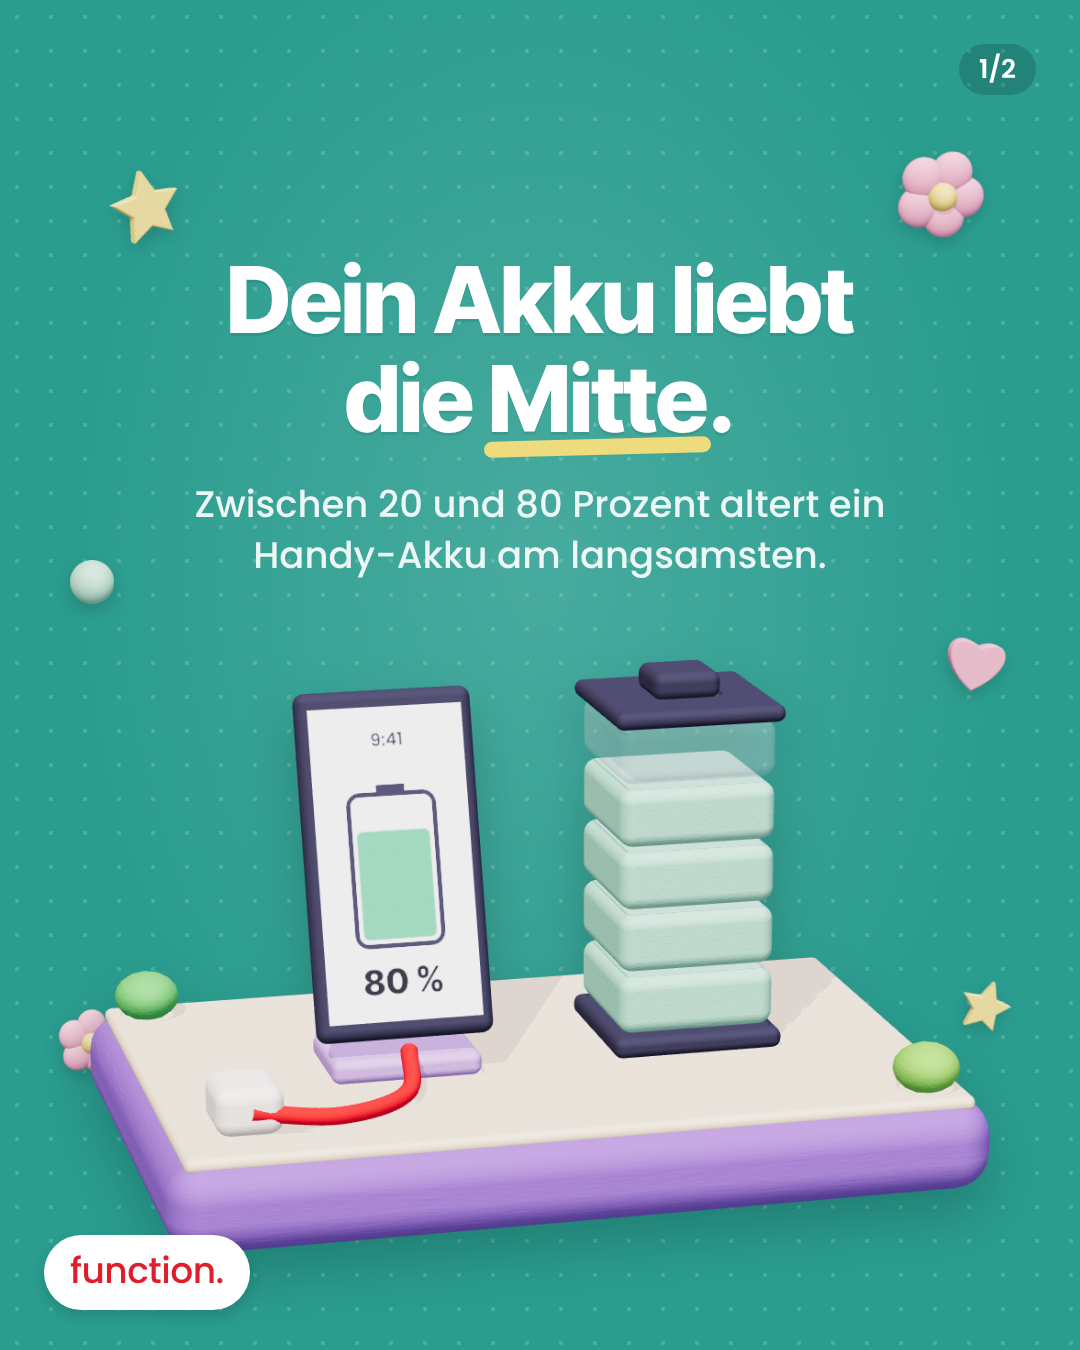 1/2
Dein Akku liebt
die Mitte.
Zwischen 20 und 80 Prozent altert ein
Handy-Akku am langsamsten.
9:41
80 %
function.